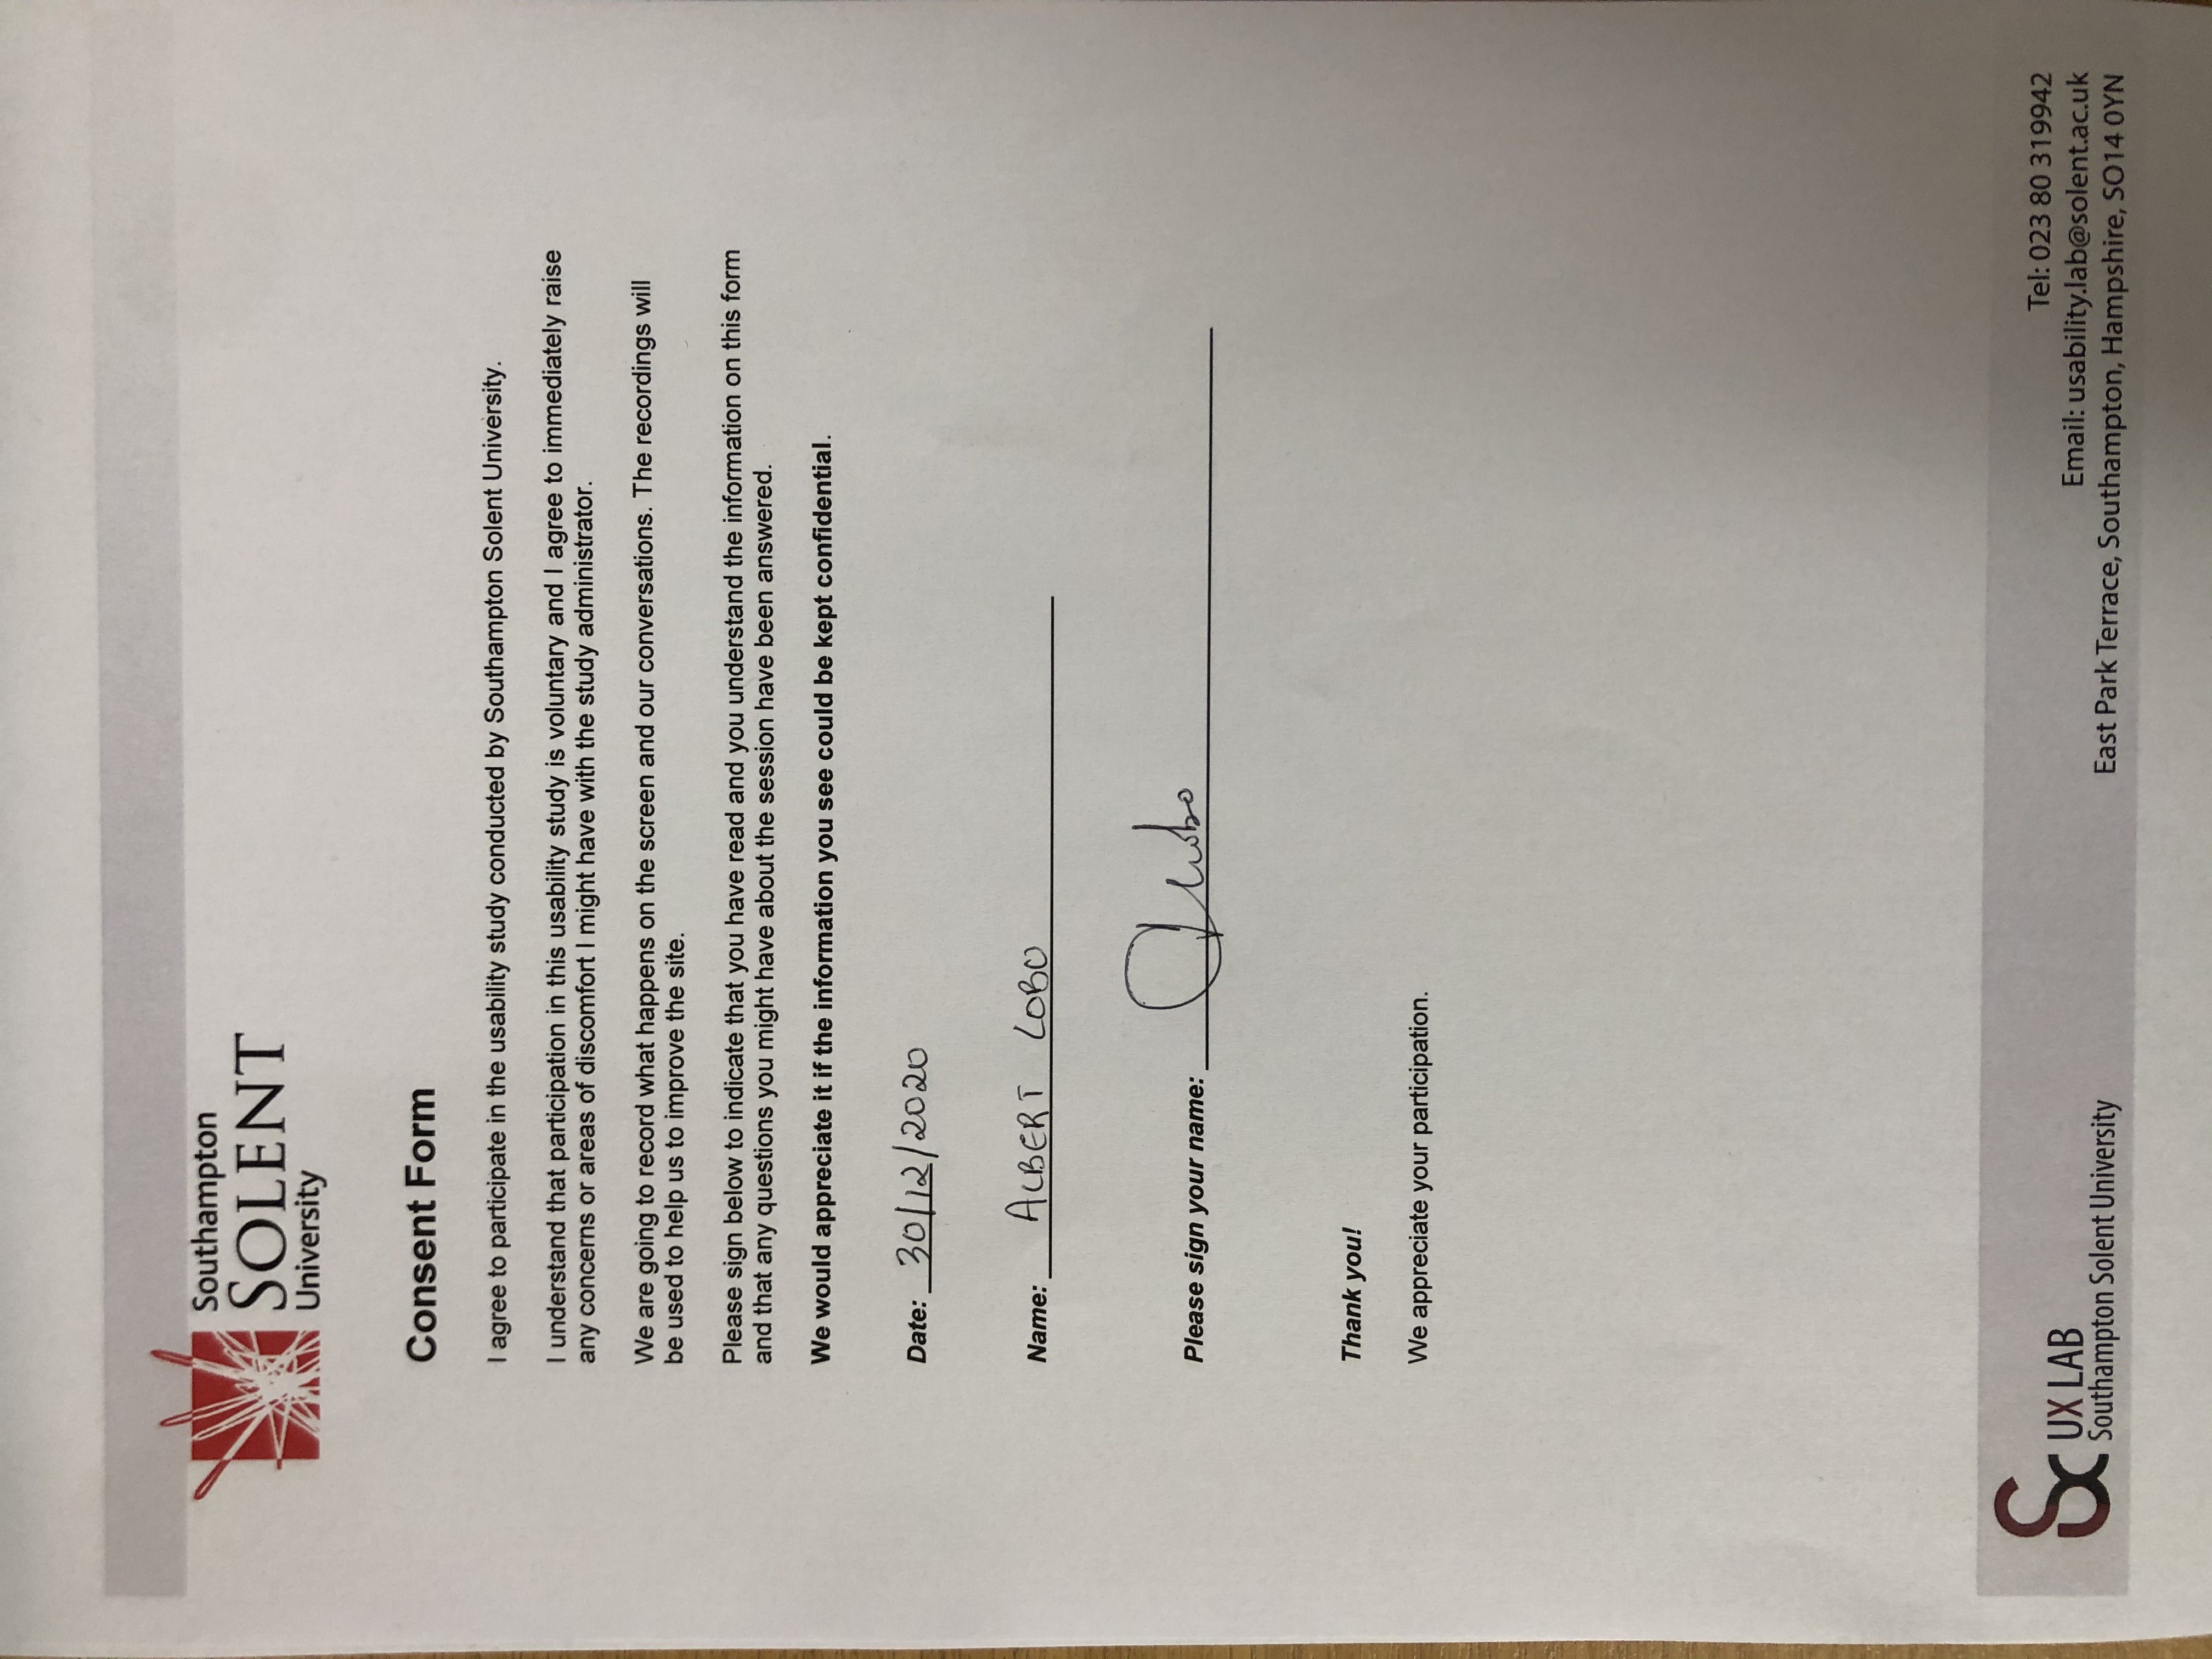 Southampton
SOLENT
University
Consent Form
I agree to participate in the usability study conducted by Southampton Solent University.
I understand that participation in this usability study is voluntary and I agree to immediately raise
any concerns or areas of discomfort I might have with the study administrator.
We are going to record what happens on the screen and our conversations. The recordings will
be used to help us to improve the site.
Please sign below to indicate that you have read and you understand the information on this form
and that any questions you might have about the session have been answered.
We would appreciate it if the information you see could be kept confidential.
Date: 30/12/2020
Name: ALBERT LOBO
Please sign your name:
Thank you!
We appreciate your participation.
UX LAB
Southampton Solent University
Tel: 023 80 319942
Email: usability.lab@solent.ac.uk
East Park Terrace, Southampton, Hampshire, SO14 0YN